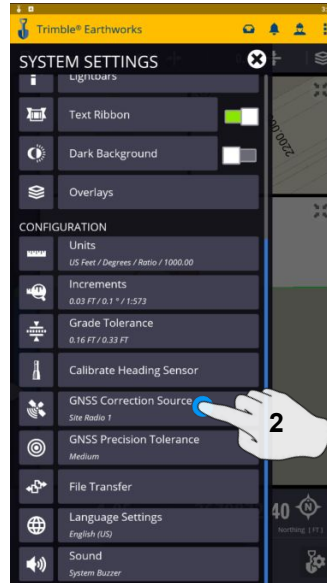 Trimble® Earthworks
SYSTEM SETTINGS
Lightbars
Text Ribbon
Dark Background
Overlays
CONFIGURATION
Units
US Feet / Degrees / Ratio / 1000.00
Increments
0.03 FT / 0.1 ° / 1:573
Grade Tolerance
0.16 FT / 0.33 FT
Calibrate Heading Sensor
GNSS Correction Source
Site Radio 1
2
GNSS Precision Tolerance
Medium
File Transfer
Language Settings
English (US)
Sound
System Buzzer
2200.00
40
N
Northing (FT)